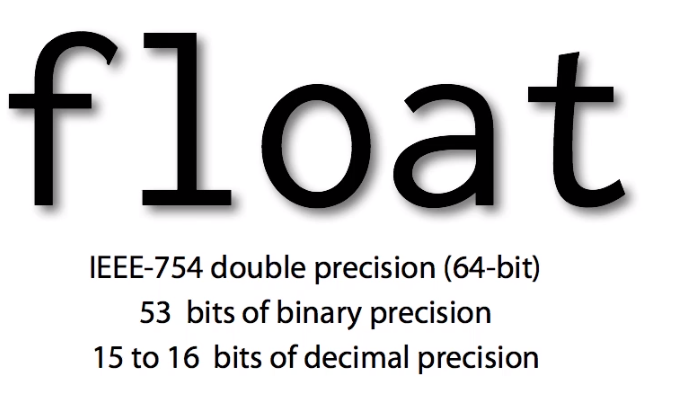 float
IEEE-754 double precision (64-bit)
53 bits of binary precision
15 to 16 bits of decimal precision